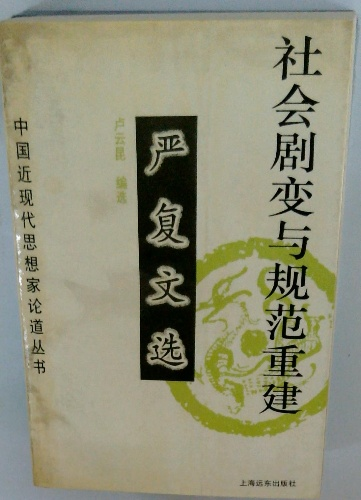 社会剧变与规范重建
严复文选
卢云昆 编选
中国近现代思想家论道丛书
上海远东出版社